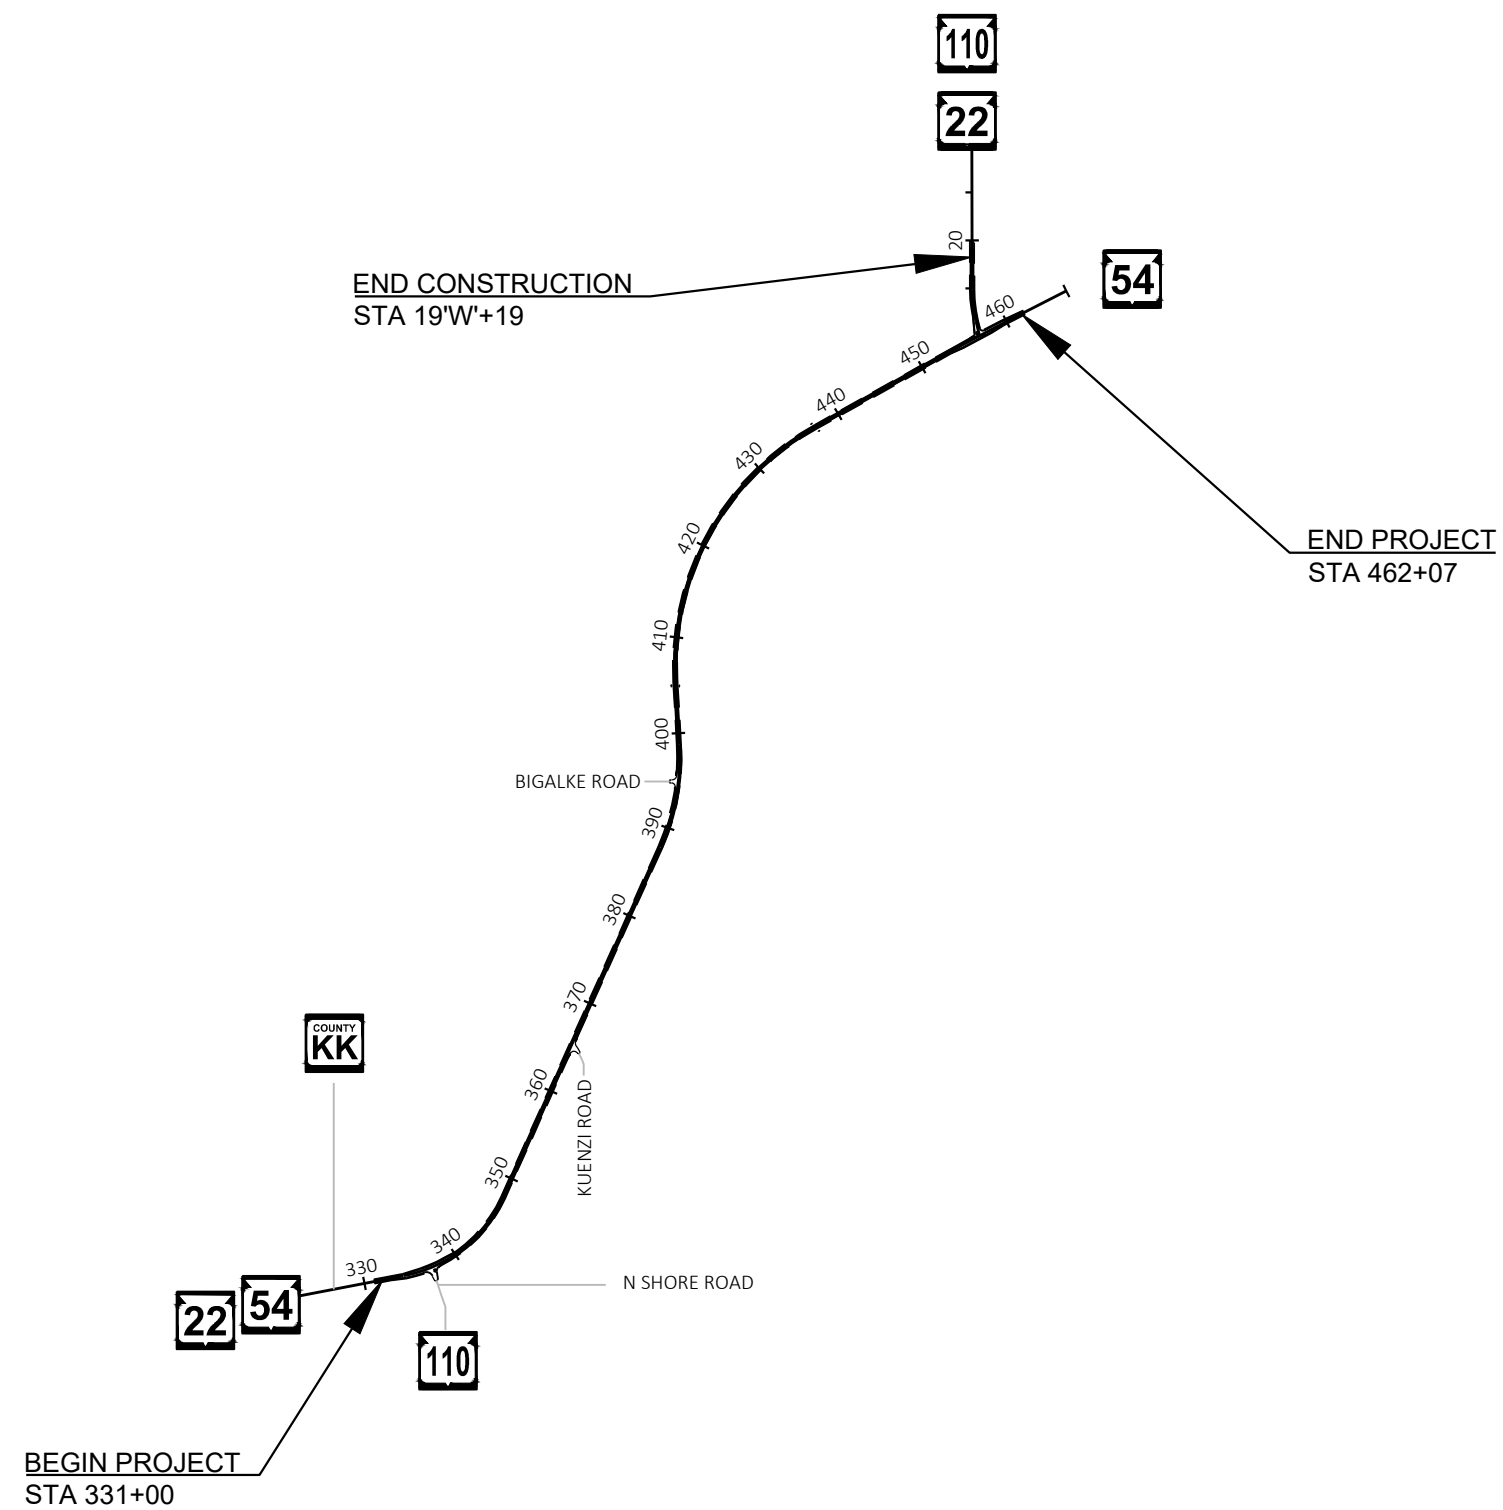 110
22
20
54
END CONSTRUCTION
STA 19'W'+19
460
450
440
430
END PROJECT
STA 462+07
420
410
400
BIGALKE ROAD
390
380
370
COUNTY
KK
360
KUENZI ROAD
350
340
330
N SHORE ROAD
54
22
110
BEGIN PROJECT
STA 331+00